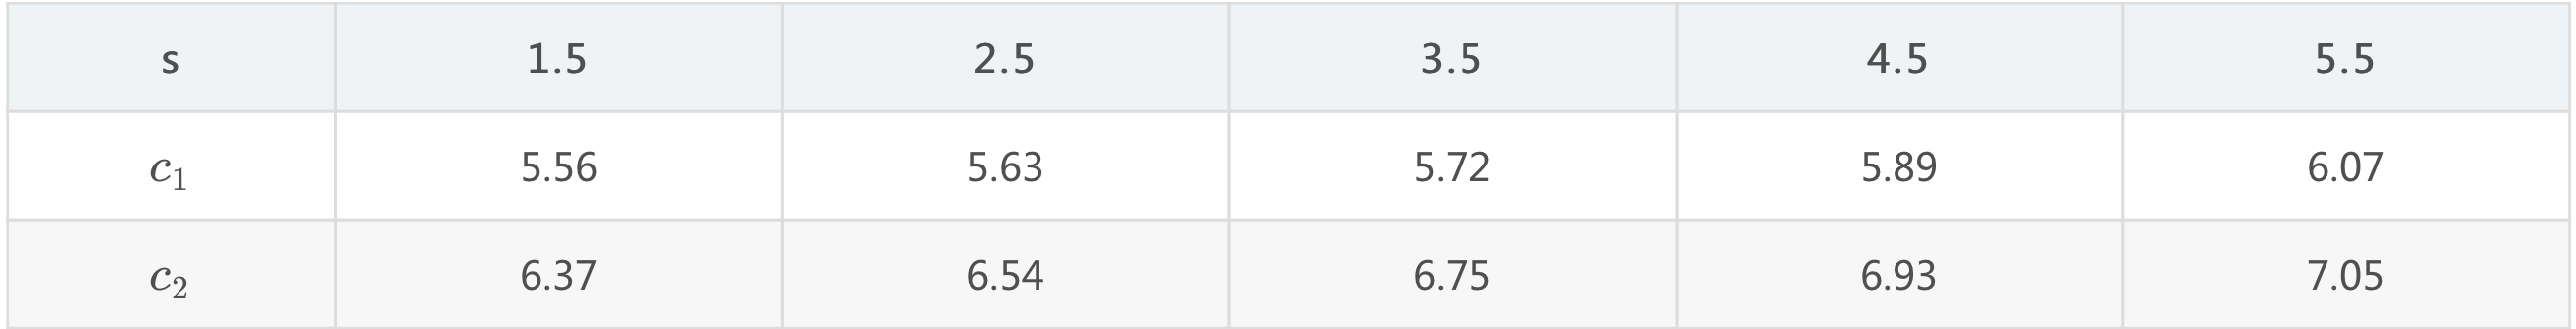 s 1.5 2.5 3.5 4.5 5.5
c₁ 5.56 5.63 5.72 5.89 6.07
c₂ 6.37 6.54 6.75 6.93 7.05